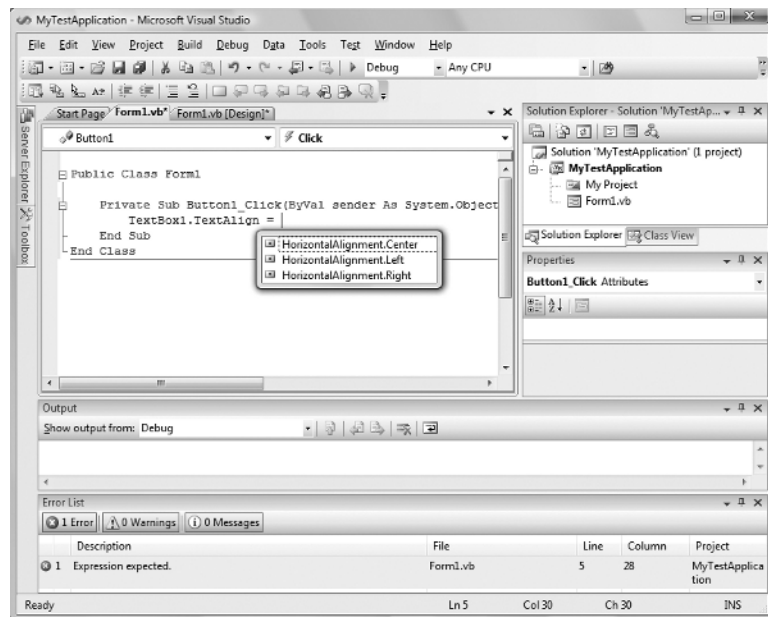 MyTestApplication - Microsoft Visual Studio
File Edit View Project Build Debug Data Tools Test Window Help
Debug Any CPU
Start Page Form1.vb* Form1.vb [Design]*
Button1 Click
Public Class Form1
Private Sub Button1_Click(ByVal sender As System.Object
TextBox1.TextAlign =
End Sub
End Class
HorizontalAlignment.Center
HorizontalAlignment.Left
HorizontalAlignment.Right
Server Explorer
Toolbox
Solution Explorer - Solution 'MyTestAp...
Solution 'MyTestApplication' (1 project)
MyTestApplication
My Project
Form1.vb
Solution Explorer Class View
Properties
Button1_Click Attributes
Output
Show output from: Debug
Error List
1 Error 0 Warnings 0 Messages
Description File Line Column Project
1 Expression expected. Form1.vb 5 28 MyTestApplica
tion
Ready Ln 5 Col 30 Ch 30 INS